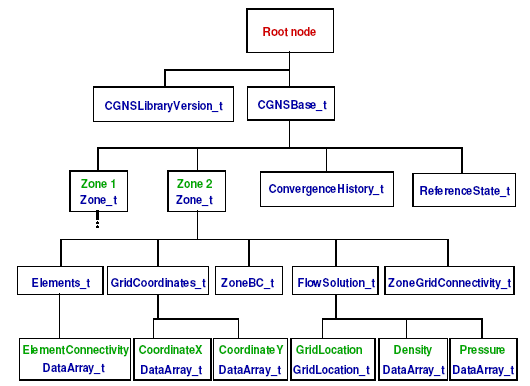 Root node
CGNSLibraryVersion_t
CGNSBase_t
Zone 1
Zone_t
Zone 2
Zone_t
ConvergenceHistory_t
ReferenceState_t
Elements_t
GridCoordinates_t
ZoneBC_t
FlowSolution_t
ZoneGridConnectivity_t
ElementConnectivity
DataArray_t
CoordinateX
DataArray_t
CoordinateY
DataArray_t
GridLocation
GridLocation_t
Density
DataArray_t
Pressure
DataArray_t